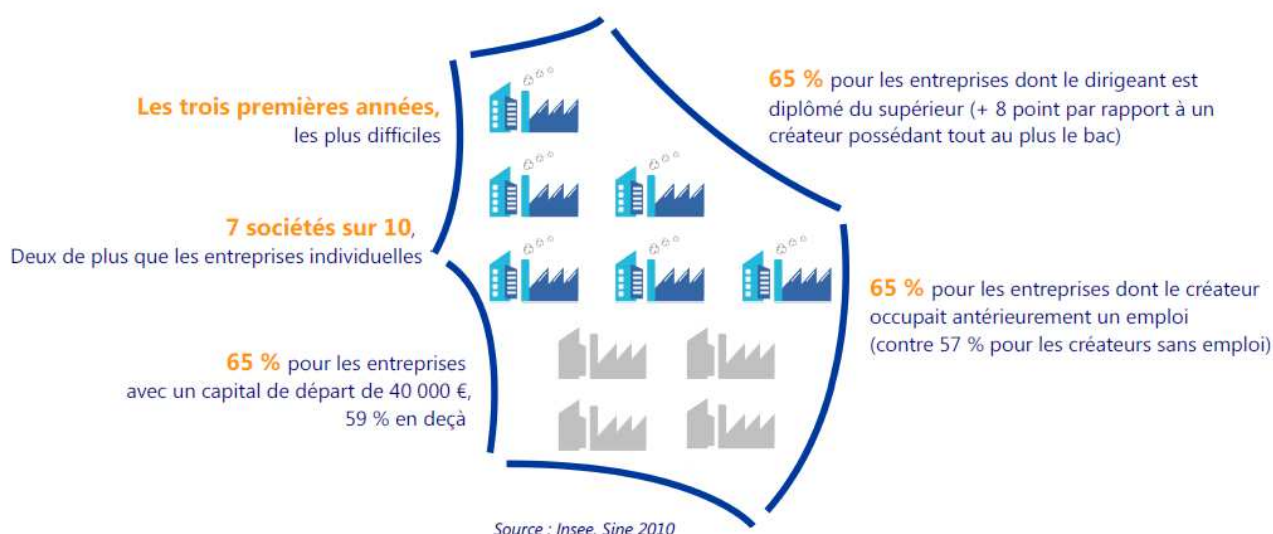 Les trois premières années,
les plus difficiles
7 sociétés sur 10,
Deux de plus que les entreprises individuelles
65 % pour les entreprises
avec un capital de départ de 40 000 €,
59 % en deçà
65 % pour les entreprises dont le dirigeant est
diplômé du supérieur (+ 8 point par rapport à un
créateur possédant tout au plus le bac)
65 % pour les entreprises dont le créateur
occupait antérieurement un emploi
(contre 57 % pour les créateurs sans emploi)
Source : Insee, Sine 2010